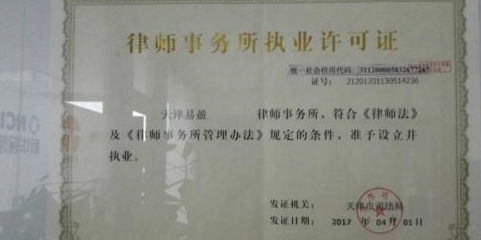 律师事务所执业许可证
统一社会信用代码:
证号: 21201201130514236
天津易盈 律师事务所,符合《律师法》
及《律师事务所管理办法》规定的条件,准予设立并
执业。
发证机关: 天津市司法局
发证日期: 2017 年 04 月 01 日
NCI